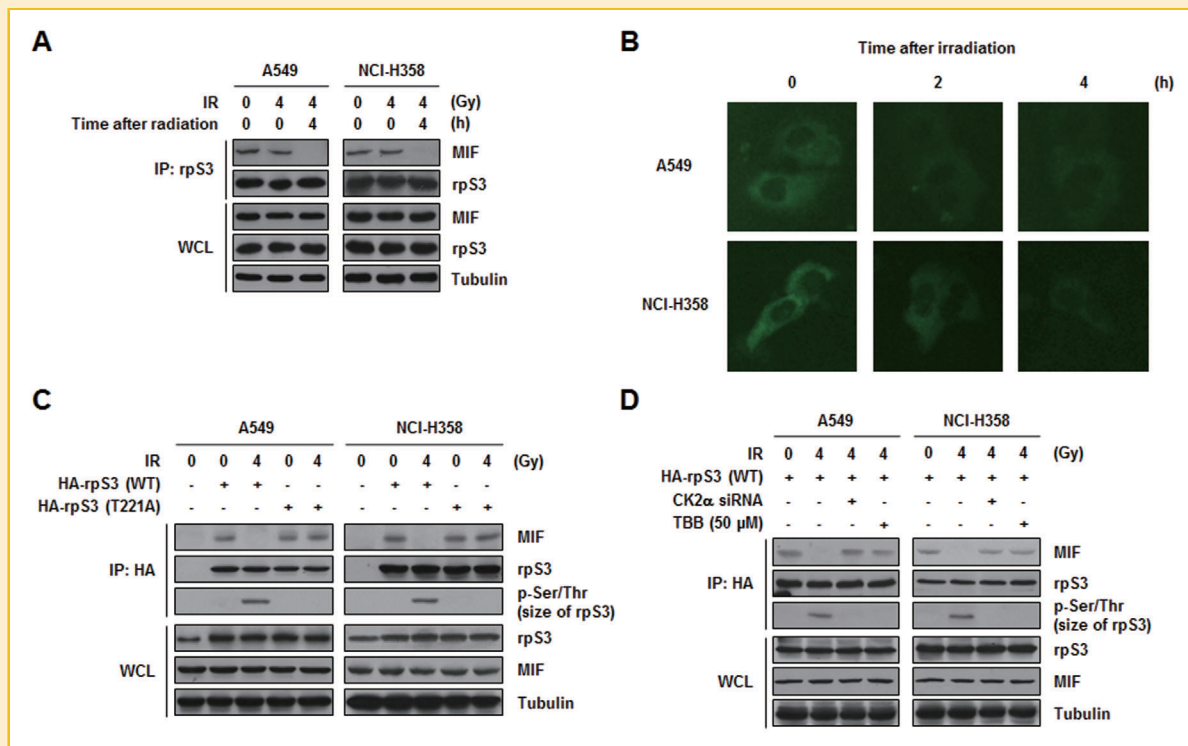 A
A549 NCI-H358
IR 0 4 4 0 4 4 (Gy)
Time after radiation 0 0 4 0 0 4 (h)
IP: rpS3
MIF
rpS3
WCL
MIF
rpS3
Tubulin
B
Time after irradiation
0 2 4 (h)
A549
NCI-H358
C
A549 NCI-H358
IR 0 0 4 0 4 0 0 4 0 4 (Gy)
HA-rpS3 (WT) - + + - - - + + - -
HA-rpS3 (T221A) - - - + + - - - + +
IP: HA
MIF
rpS3
p-Ser/Thr
(size of rpS3)
WCL
rpS3
MIF
Tubulin
D
A549 NCI-H358
IR 0 4 4 4 0 4 4 4 (Gy)
HA-rpS3 (WT) + + + + + + + +
CK2α siRNA - - + - - - + -
TBB (50 µM) - - - + - - - +
IP: HA
MIF
rpS3
p-Ser/Thr
(size of rpS3)
WCL
rpS3
MIF
Tubulin